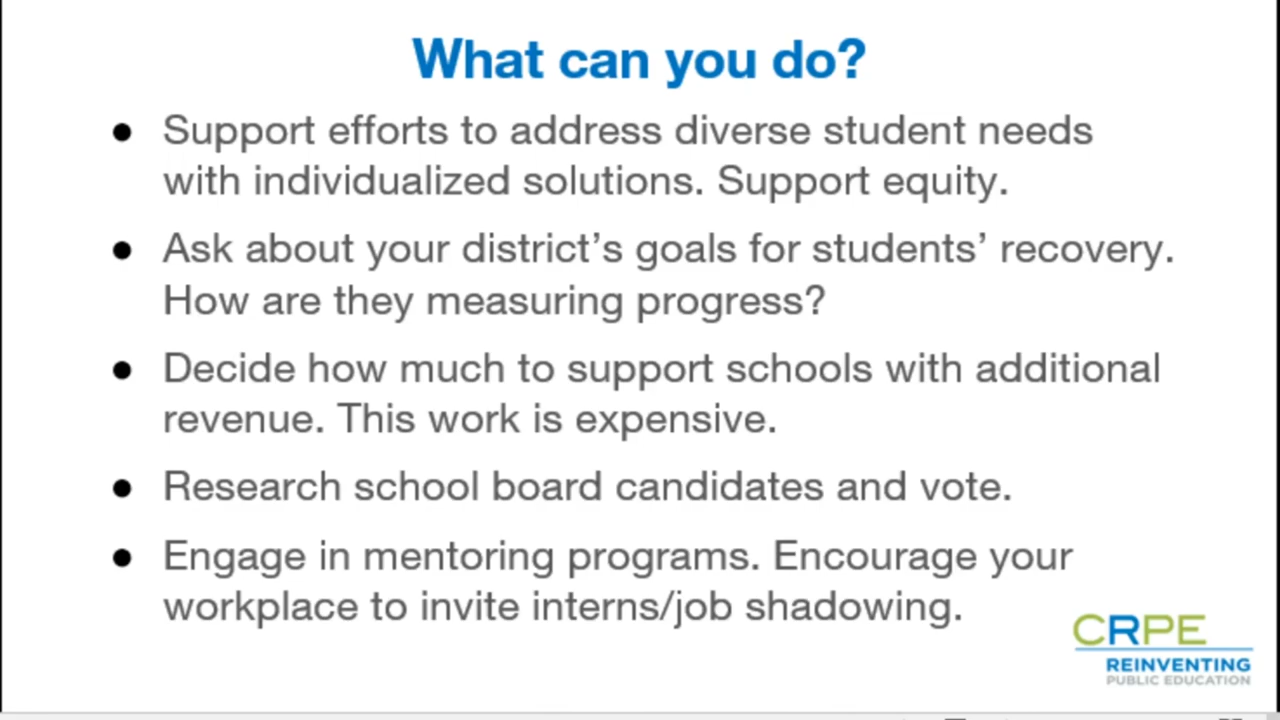 What can you do?
● Support efforts to address diverse student needs
with individualized solutions. Support equity.
● Ask about your district’s goals for students’ recovery.
How are they measuring progress?
● Decide how much to support schools with additional
revenue. This work is expensive.
● Research school board candidates and vote.
● Engage in mentoring programs. Encourage your
workplace to invite interns/job shadowing.
CRPE
REINVENTING
PUBLIC EDUCATION